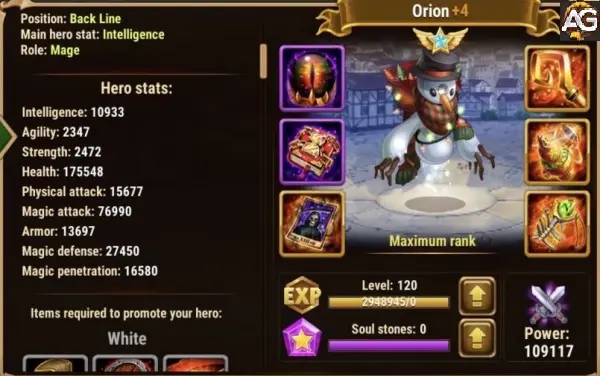 Position: Back Line
Main hero stat: Intelligence
Role: Mage
Hero stats:
Intelligence: 10933
Agility: 2347
Strength: 2472
Health: 175548
Physical attack: 15677
Magic attack: 76990
Armor: 13697
Magic defense: 27450
Magic penetration: 16580
Items required to promote your hero:
White
Orion +4
AG
Maximum rank
EXP
Level: 120
2948945/0
Soul stones: 0
Power:
109117